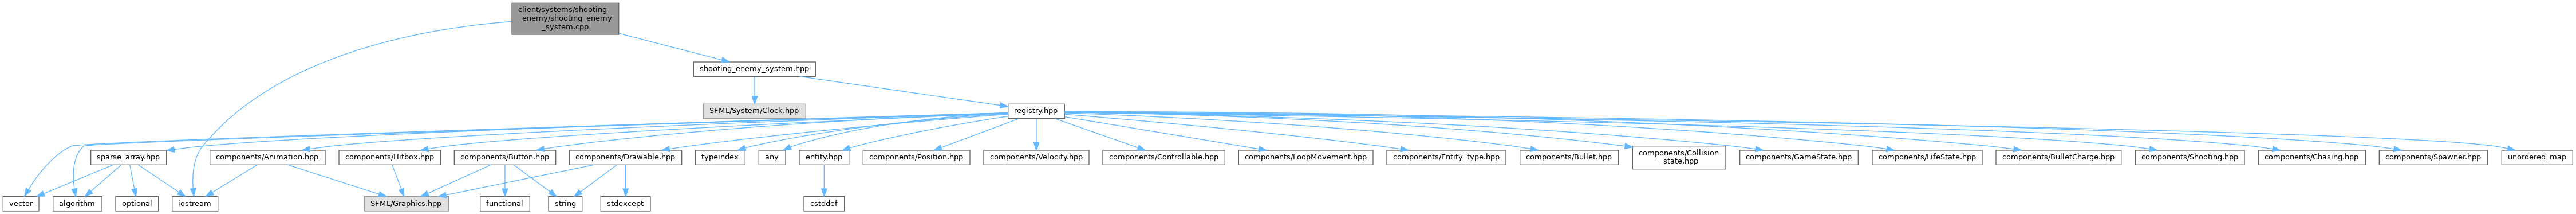 client/systems/shooting
_enemy/shooting_enemy
_system.cpp
shooting_enemy_system.hpp
SFML/System/Clock.hpp
registry.hpp
sparse_array.hpp
components/Animation.hpp
components/Hitbox.hpp
components/Button.hpp
components/Drawable.hpp
typeindex
any
entity.hpp
components/Position.hpp
components/Velocity.hpp
components/Controllable.hpp
components/LoopMovement.hpp
components/Entity_type.hpp
components/Bullet.hpp
components/Collision
_state.hpp
components/GameState.hpp
components/LifeState.hpp
components/BulletCharge.hpp
components/Shooting.hpp
components/Chasing.hpp
components/Spawner.hpp
unordered_map
vector
algorithm
optional
iostream
SFML/Graphics.hpp
functional
string
stdexcept
cstddef